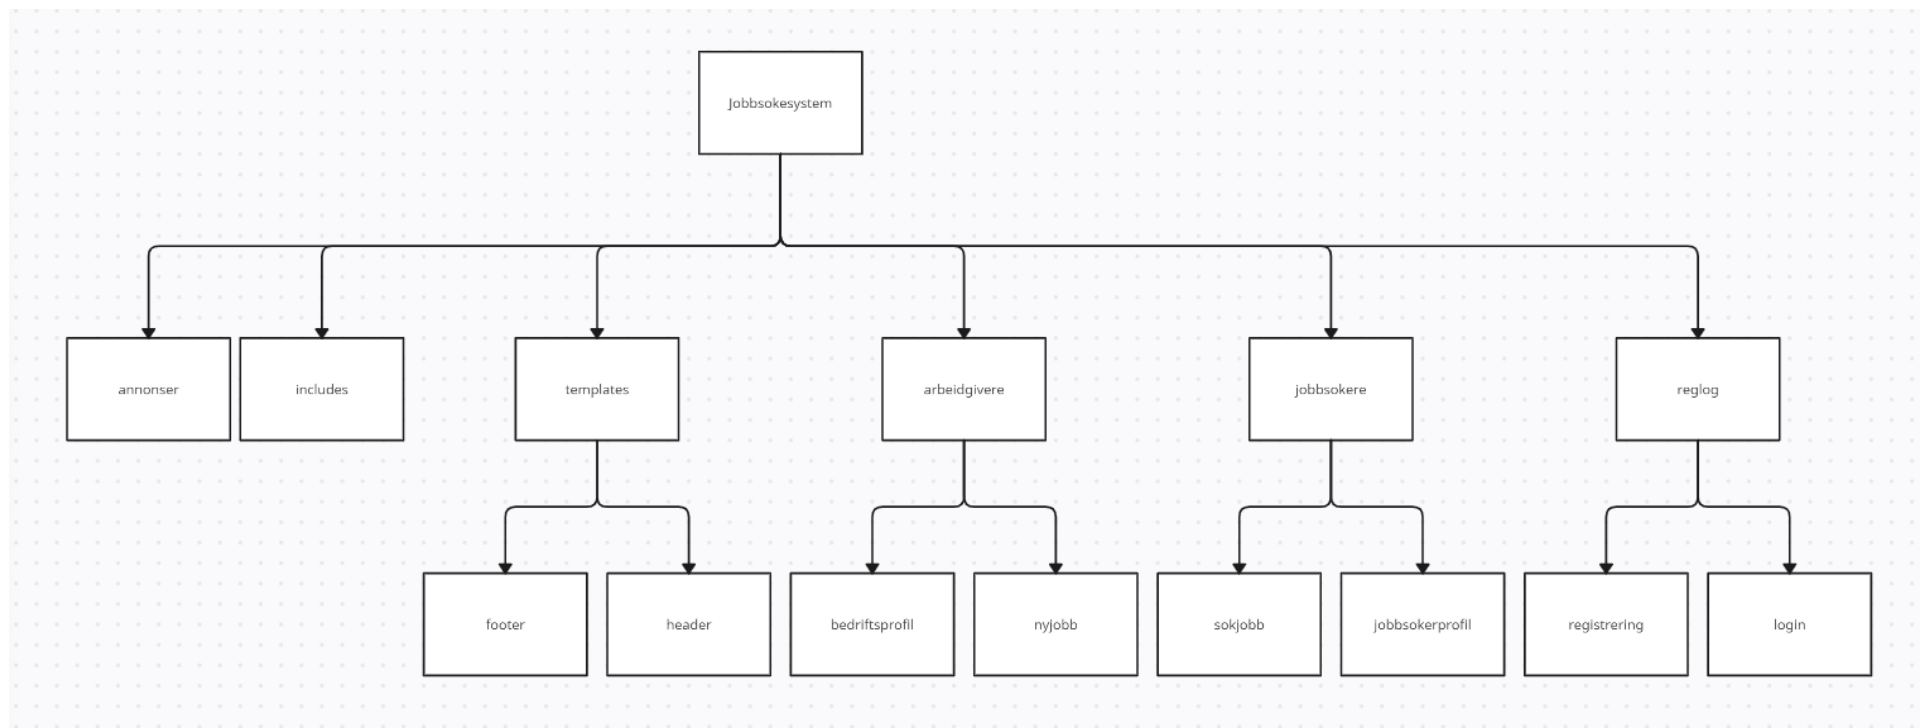 Jobbsokesystem
annonser
includes
templates
arbeidgivere
jobbsokere
reglog
footer
header
bedriftsprofil
nyjobb
sokjobb
jobbsokerprofil
registrering
login